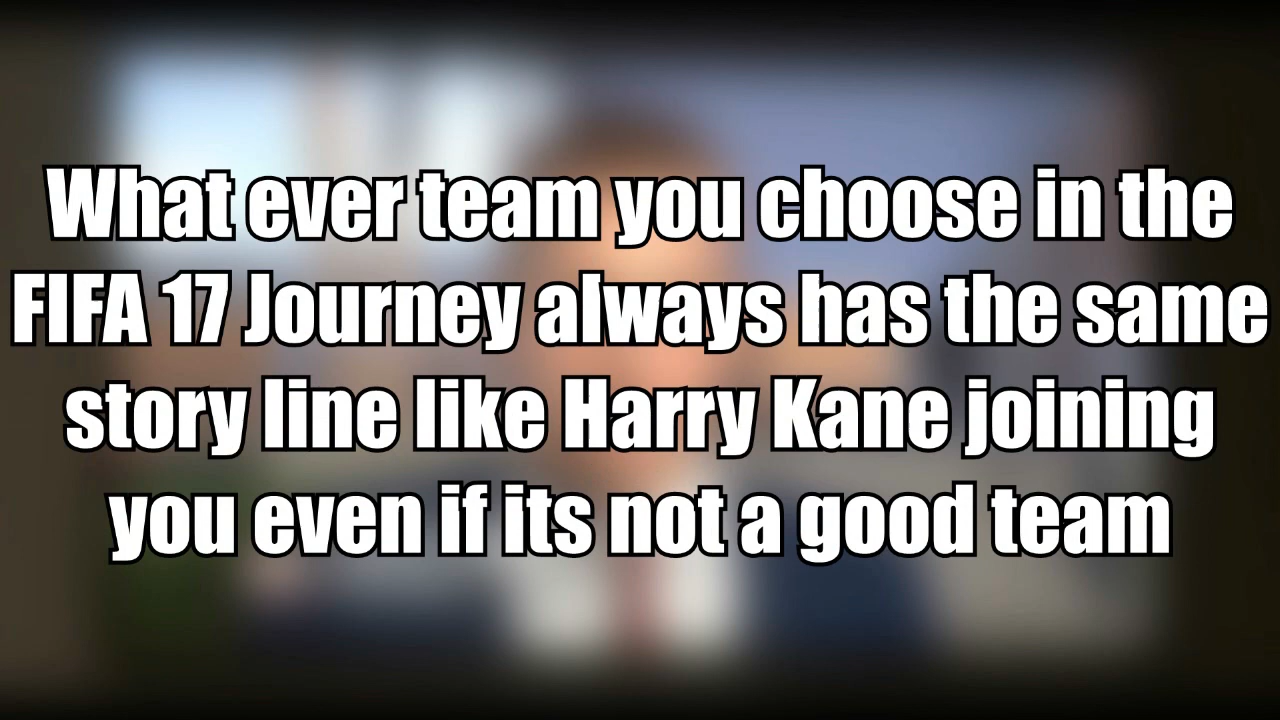 What ever team you choose in the
FIFA 17 Journey always has the same
story line like Harry Kane joining
you even if its not a good team